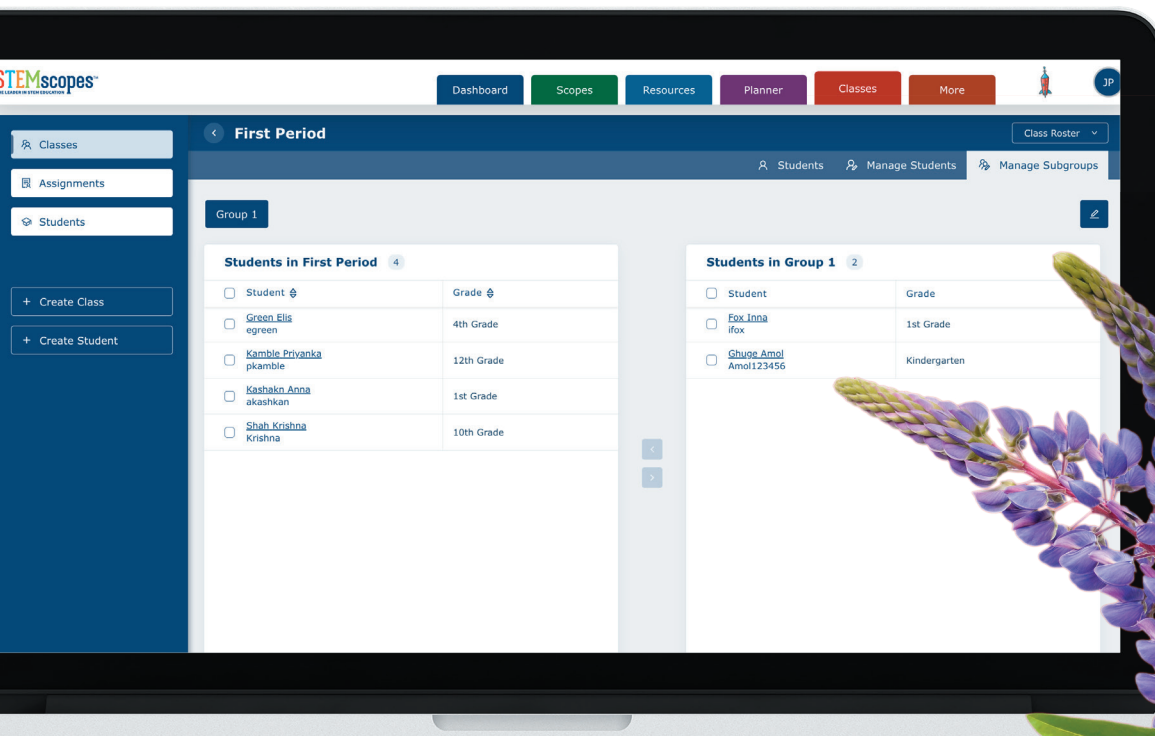 STEMscopes™
Dashboard
Scopes
Resources
Planner
Classes
More
JP
Classes
Assignments
Students
+ Create Class
+ Create Student
First Period
Class Roster
Students
Manage Students
Manage Subgroups
Group 1
Students in First Period 4
Student Grade
Green Elis
egreen
4th Grade
Kamble Priyanka
pkamble
12th Grade
Kashakn Anna
akashkan
1st Grade
Shah Krishna
Krishna
10th Grade
Students in Group 1 2
Student Grade
Fox Inna
ifox
1st Grade
Ghuge Amol
Amol123456
Kindergarten